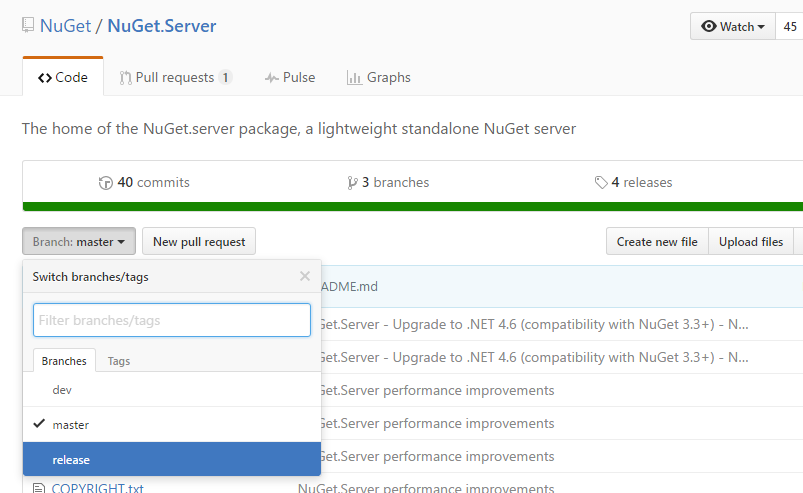 NuGet / NuGet.Server
Watch
45
Code
Pull requests 1
Pulse
Graphs
The home of the NuGet.server package, a lightweight standalone NuGet server
40 commits
3 branches
4 releases
Branch: master
New pull request
Create new file
Upload files
Switch branches/tags
Filter branches/tags
Branches
Tags
dev
master
release
ADME.md
Get.Server - Upgrade to .NET 4.6 (compatibility with NuGet 3.3+) - N...
Get.Server - Upgrade to .NET 4.6 (compatibility with NuGet 3.3+) - N...
Get.Server performance improvements
Get.Server performance improvements
Get.Server performance improvements
COPYRIGHT.txt
NuGet.Server performance improvements